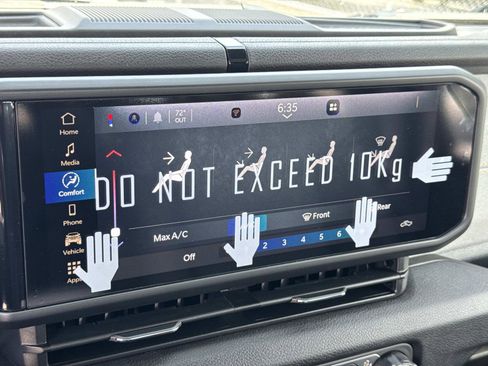 72°
OUT
6:35
Home
Media
Comfort
Phone
Vehicle
Apps
DO NOT EXCEED 10Kg
Max A/C
Front
Rear
Off
2 3 4 5 6